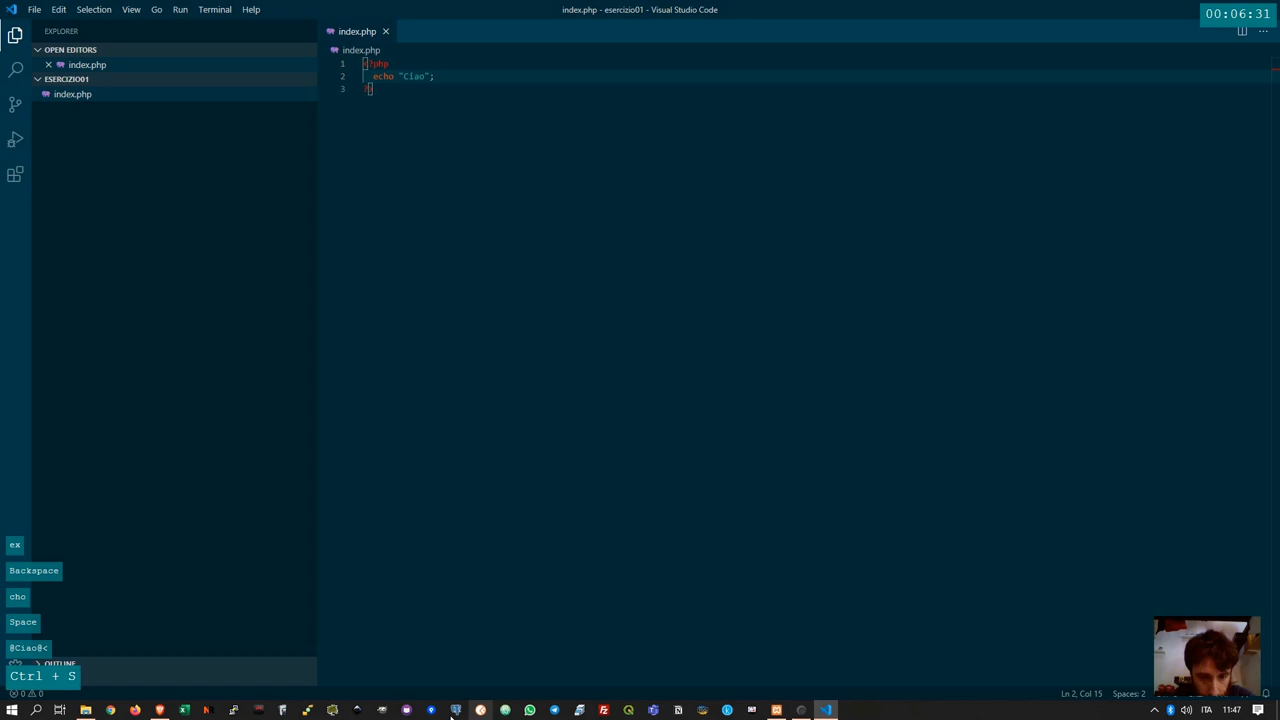 File Edit Selection View Go Run Terminal Help
index.php - esercizio01 - Visual Studio Code
00:06:31
EXPLORER
OPEN EDITORS
index.php
ESERCIZIO01
index.php
index.php
index.php
1 <?php
2 echo "Ciao";
3 ?>
ex
Backspace
cho
Space
@Ciao@<
OUTLINE
Ctrl + S
0 0
Ln 2, Col 15 Spaces: 2
ITA 11:47